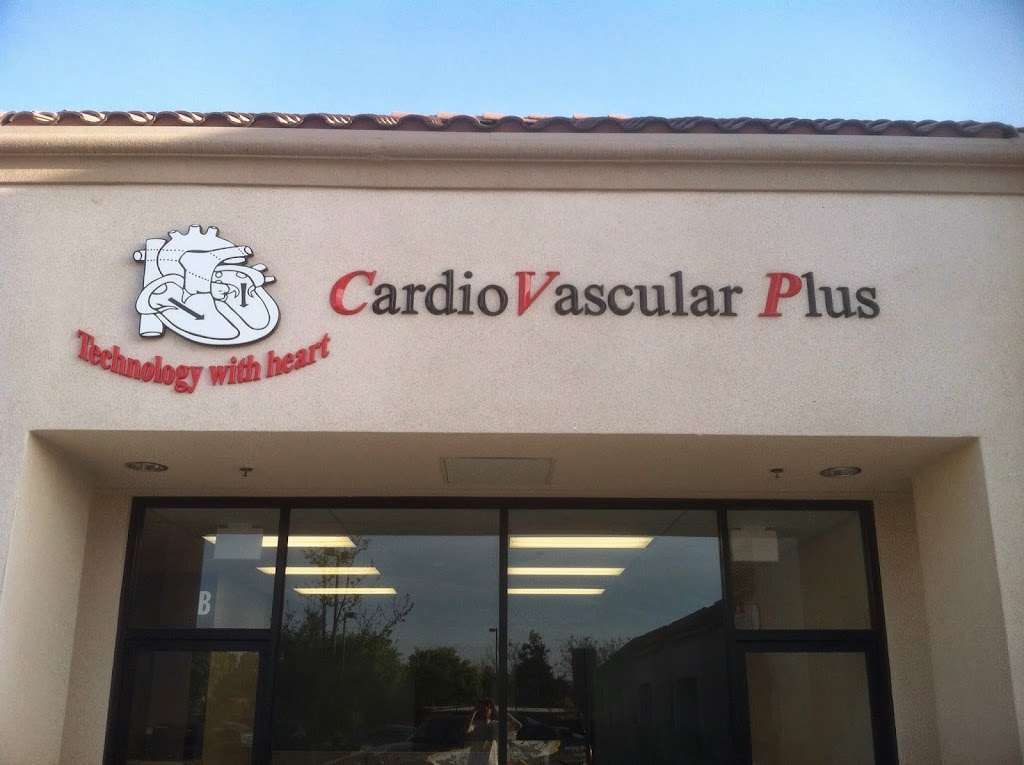 CardioVascular Plus
Technology with heart
B